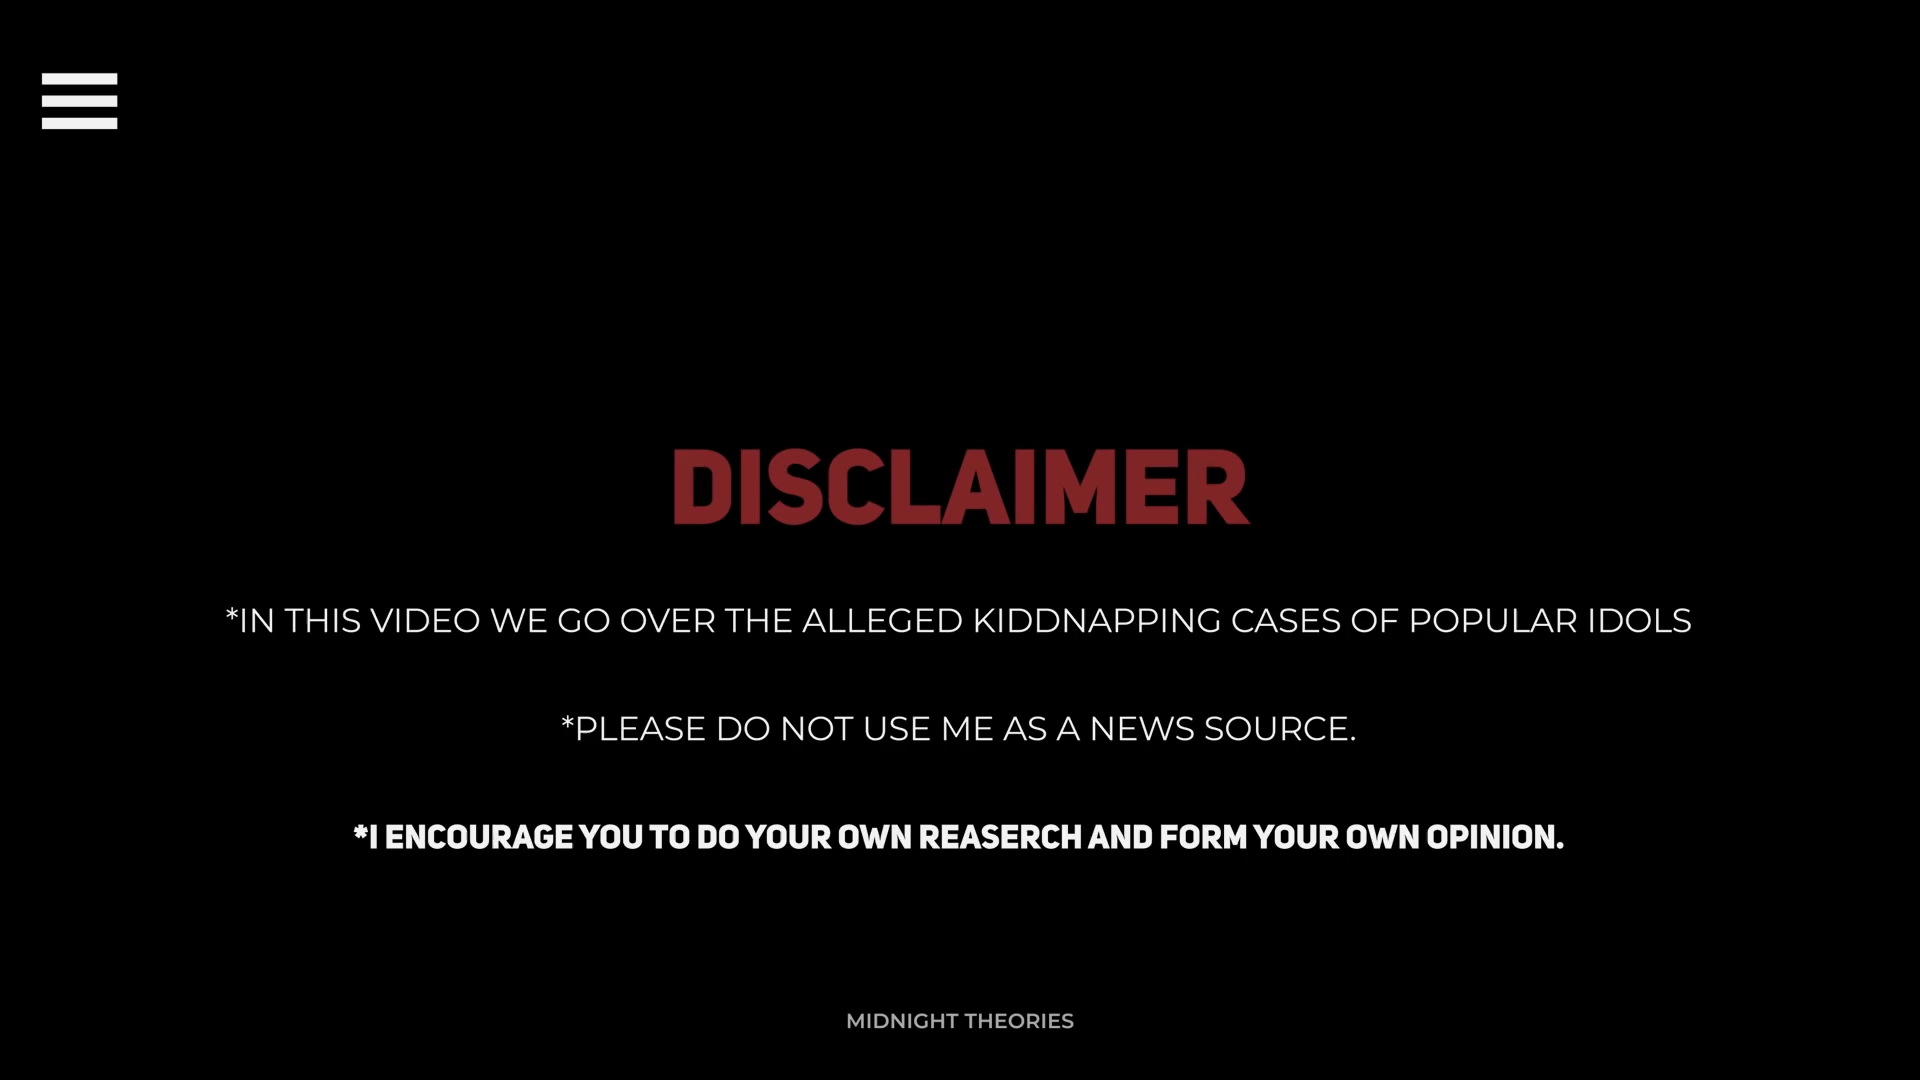 DISCLAIMER
*IN THIS VIDEO WE GO OVER THE ALLEGED KIDDNAPPING CASES OF POPULAR IDOLS
*PLEASE DO NOT USE ME AS A NEWS SOURCE.
*I ENCOURAGE YOU TO DO YOUR OWN REASERCH AND FORM YOUR OWN OPINION.
MIDNIGHT THEORIES